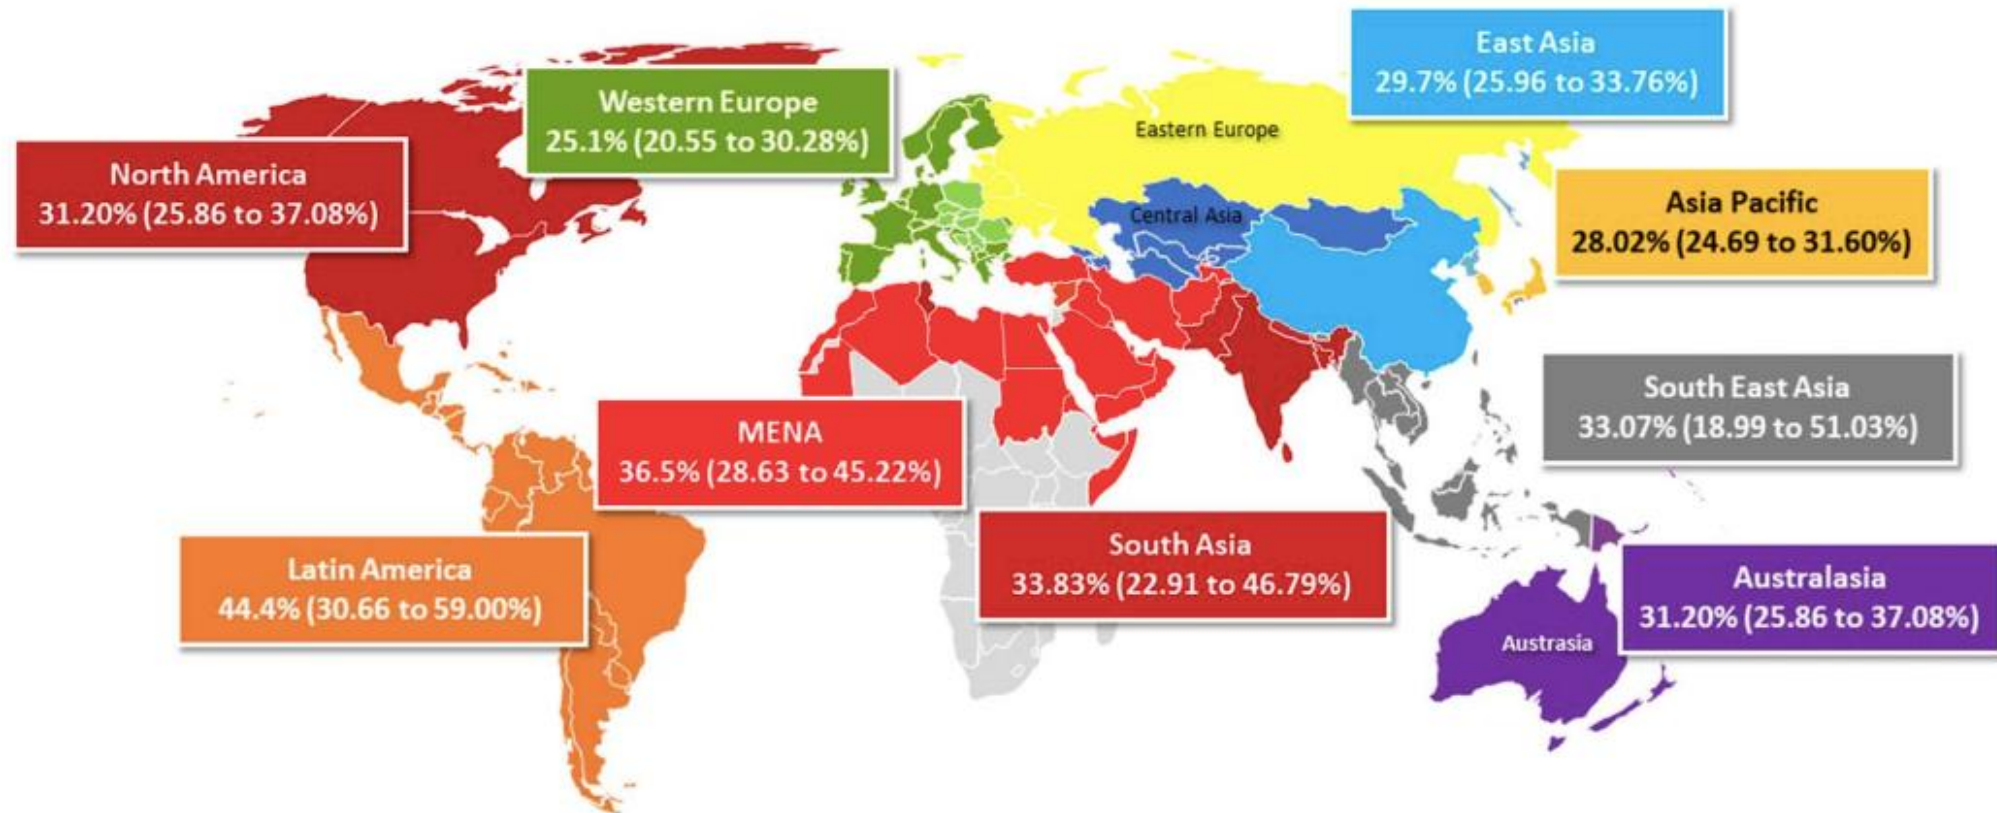 East Asia
29.7% (25.96 to 33.76%)
Western Europe
25.1% (20.55 to 30.28%)
Eastern Europe
North America
31.20% (25.86 to 37.08%)
Asia Pacific
28.02% (24.69 to 31.60%)
Central Asia
South East Asia
33.07% (18.99 to 51.03%)
MENA
36.5% (28.63 to 45.22%)
South Asia
33.83% (22.91 to 46.79%)
Latin America
44.4% (30.66 to 59.00%)
Australasia
31.20% (25.86 to 37.08%)
Austrasia